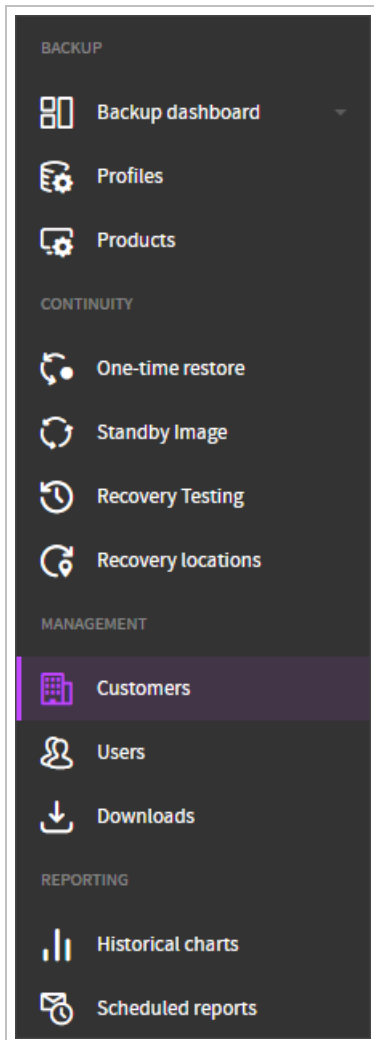 BACKUP
Backup dashboard
Profiles
Products
CONTINUITY
One-time restore
Standby Image
Recovery Testing
Recovery locations
MANAGEMENT
Customers
Users
Downloads
REPORTING
Historical charts
Scheduled reports